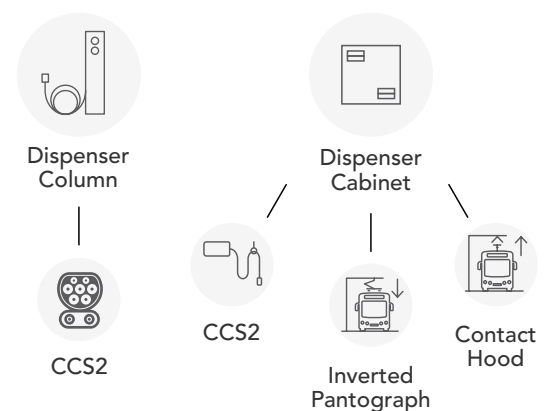 Dispenser
Column
Dispenser
Cabinet
CCS2
CCS2
Inverted
Pantograph
Contact
Hood